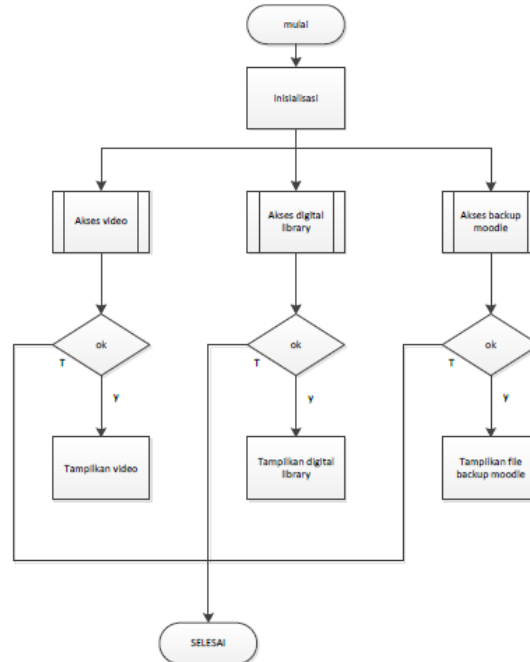 mulai
Inisialisasi
Akses video
Akses digital
library
Akses backup
moodle
ok
ok
ok
T
T
T
y
y
y
Tampilkan video
Tampilkan digital
library
Tampilkan file
backup moodle
SELESAI